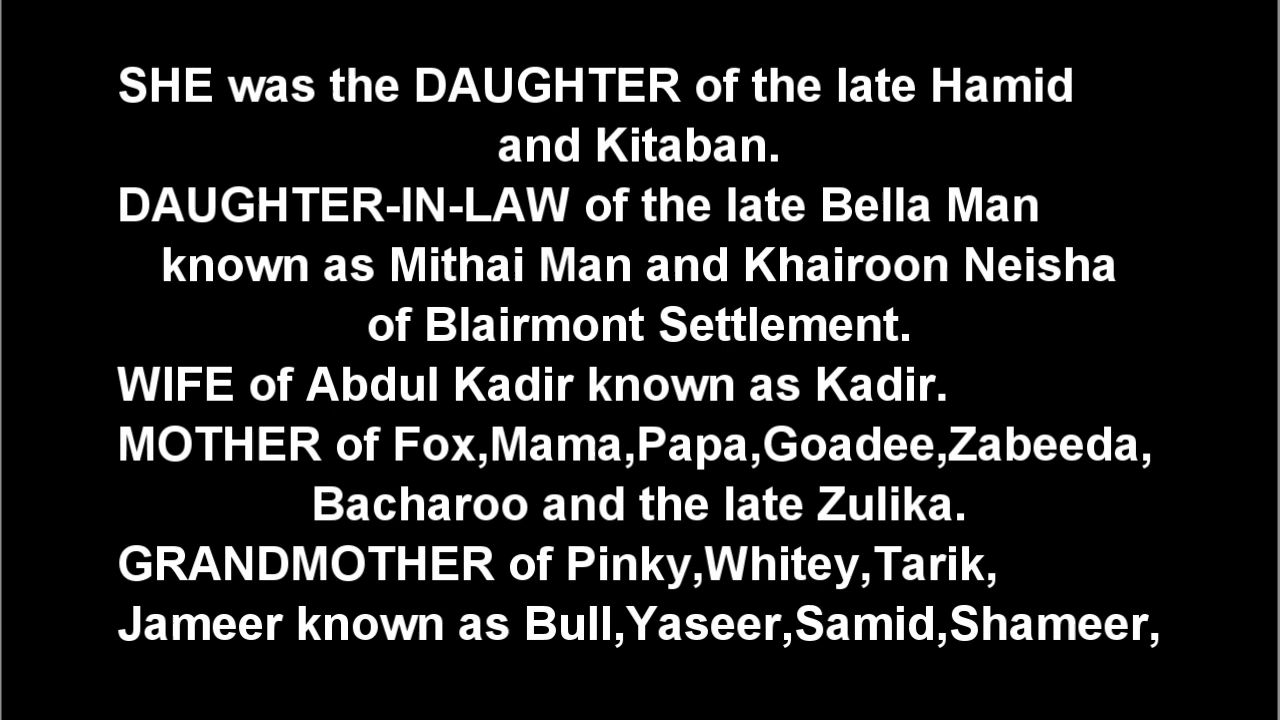 SHE was the DAUGHTER of the late Hamid
and Kitaban.
DAUGHTER-IN-LAW of the late Bella Man
known as Mithai Man and Khairoon Neisha
of Blairmont Settlement.
WIFE of Abdul Kadir known as Kadir.
MOTHER of Fox,Mama,Papa,Goadee,Zabeeda,
Bacharoo and the late Zulika.
GRANDMOTHER of Pinky,Whitey,Tarik,
Jameer known as Bull,Yaseer,Samid,Shameer,